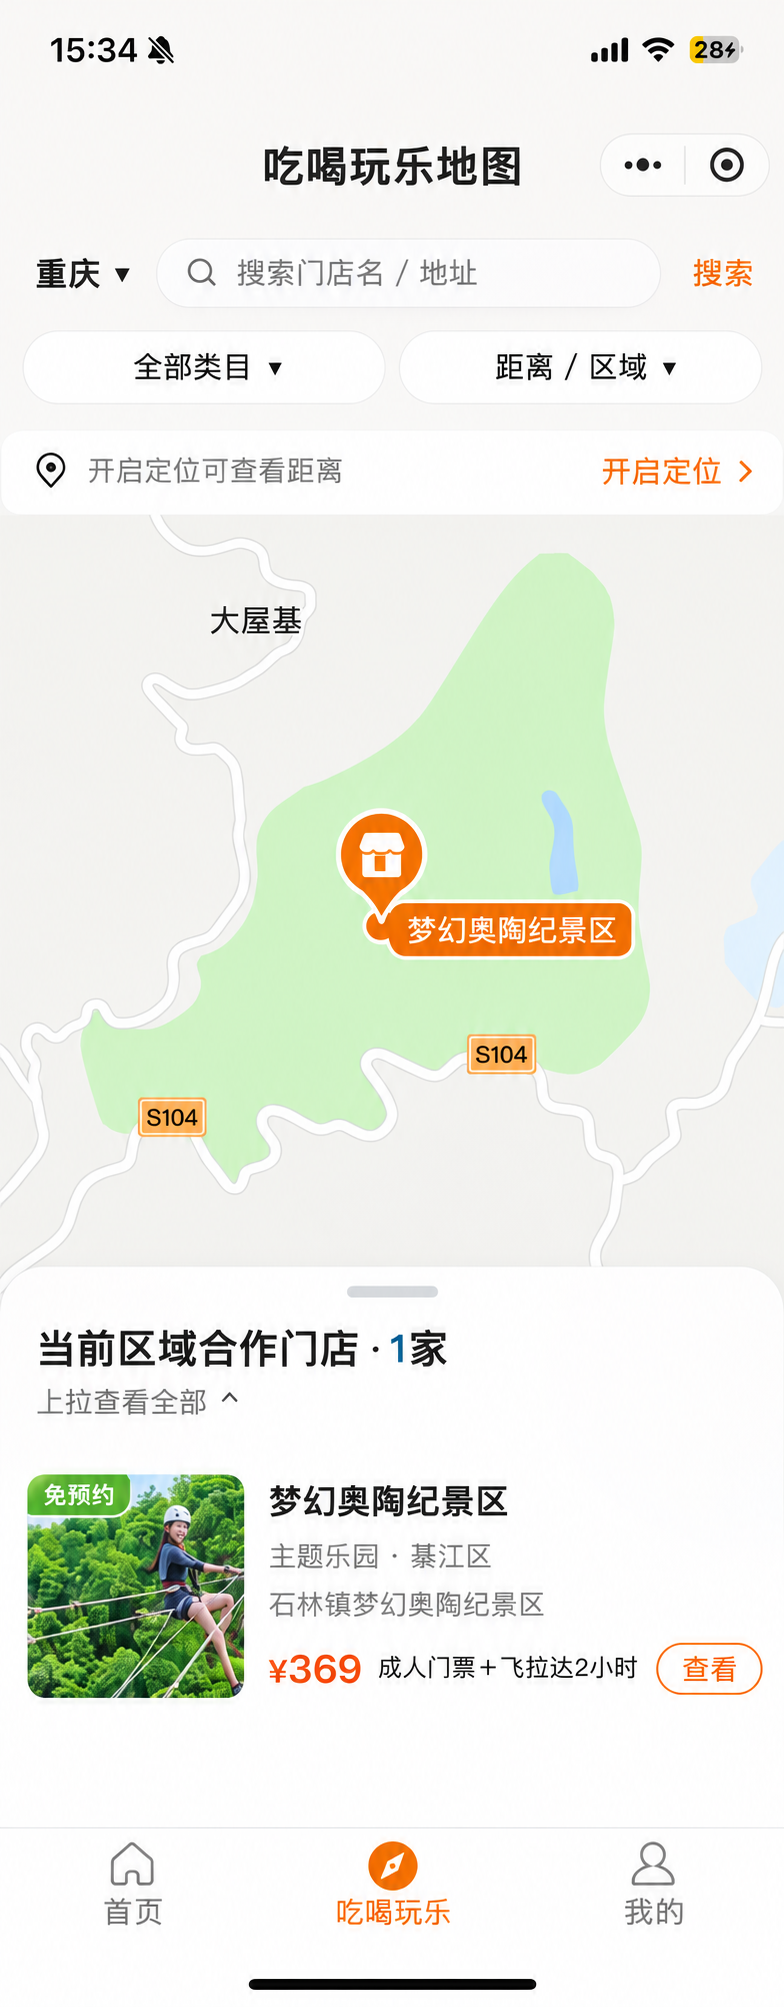 15:34
28
吃喝玩乐地图
重庆 ▼ 搜索门店名 / 地址 搜索
全部类目 ▼ 距离 / 区域 ▼
开启定位可查看距离 开启定位 >
大屋基
梦幻奥陶纪景区
S104
S104
当前区域合作门店 · 1家
上拉查看全部 ^
免预约
梦幻奥陶纪景区
主题乐园 · 綦江区
石林镇梦幻奥陶纪景区
¥369 成人门票+飞拉达2小时 查看
首页 吃喝玩乐 我的